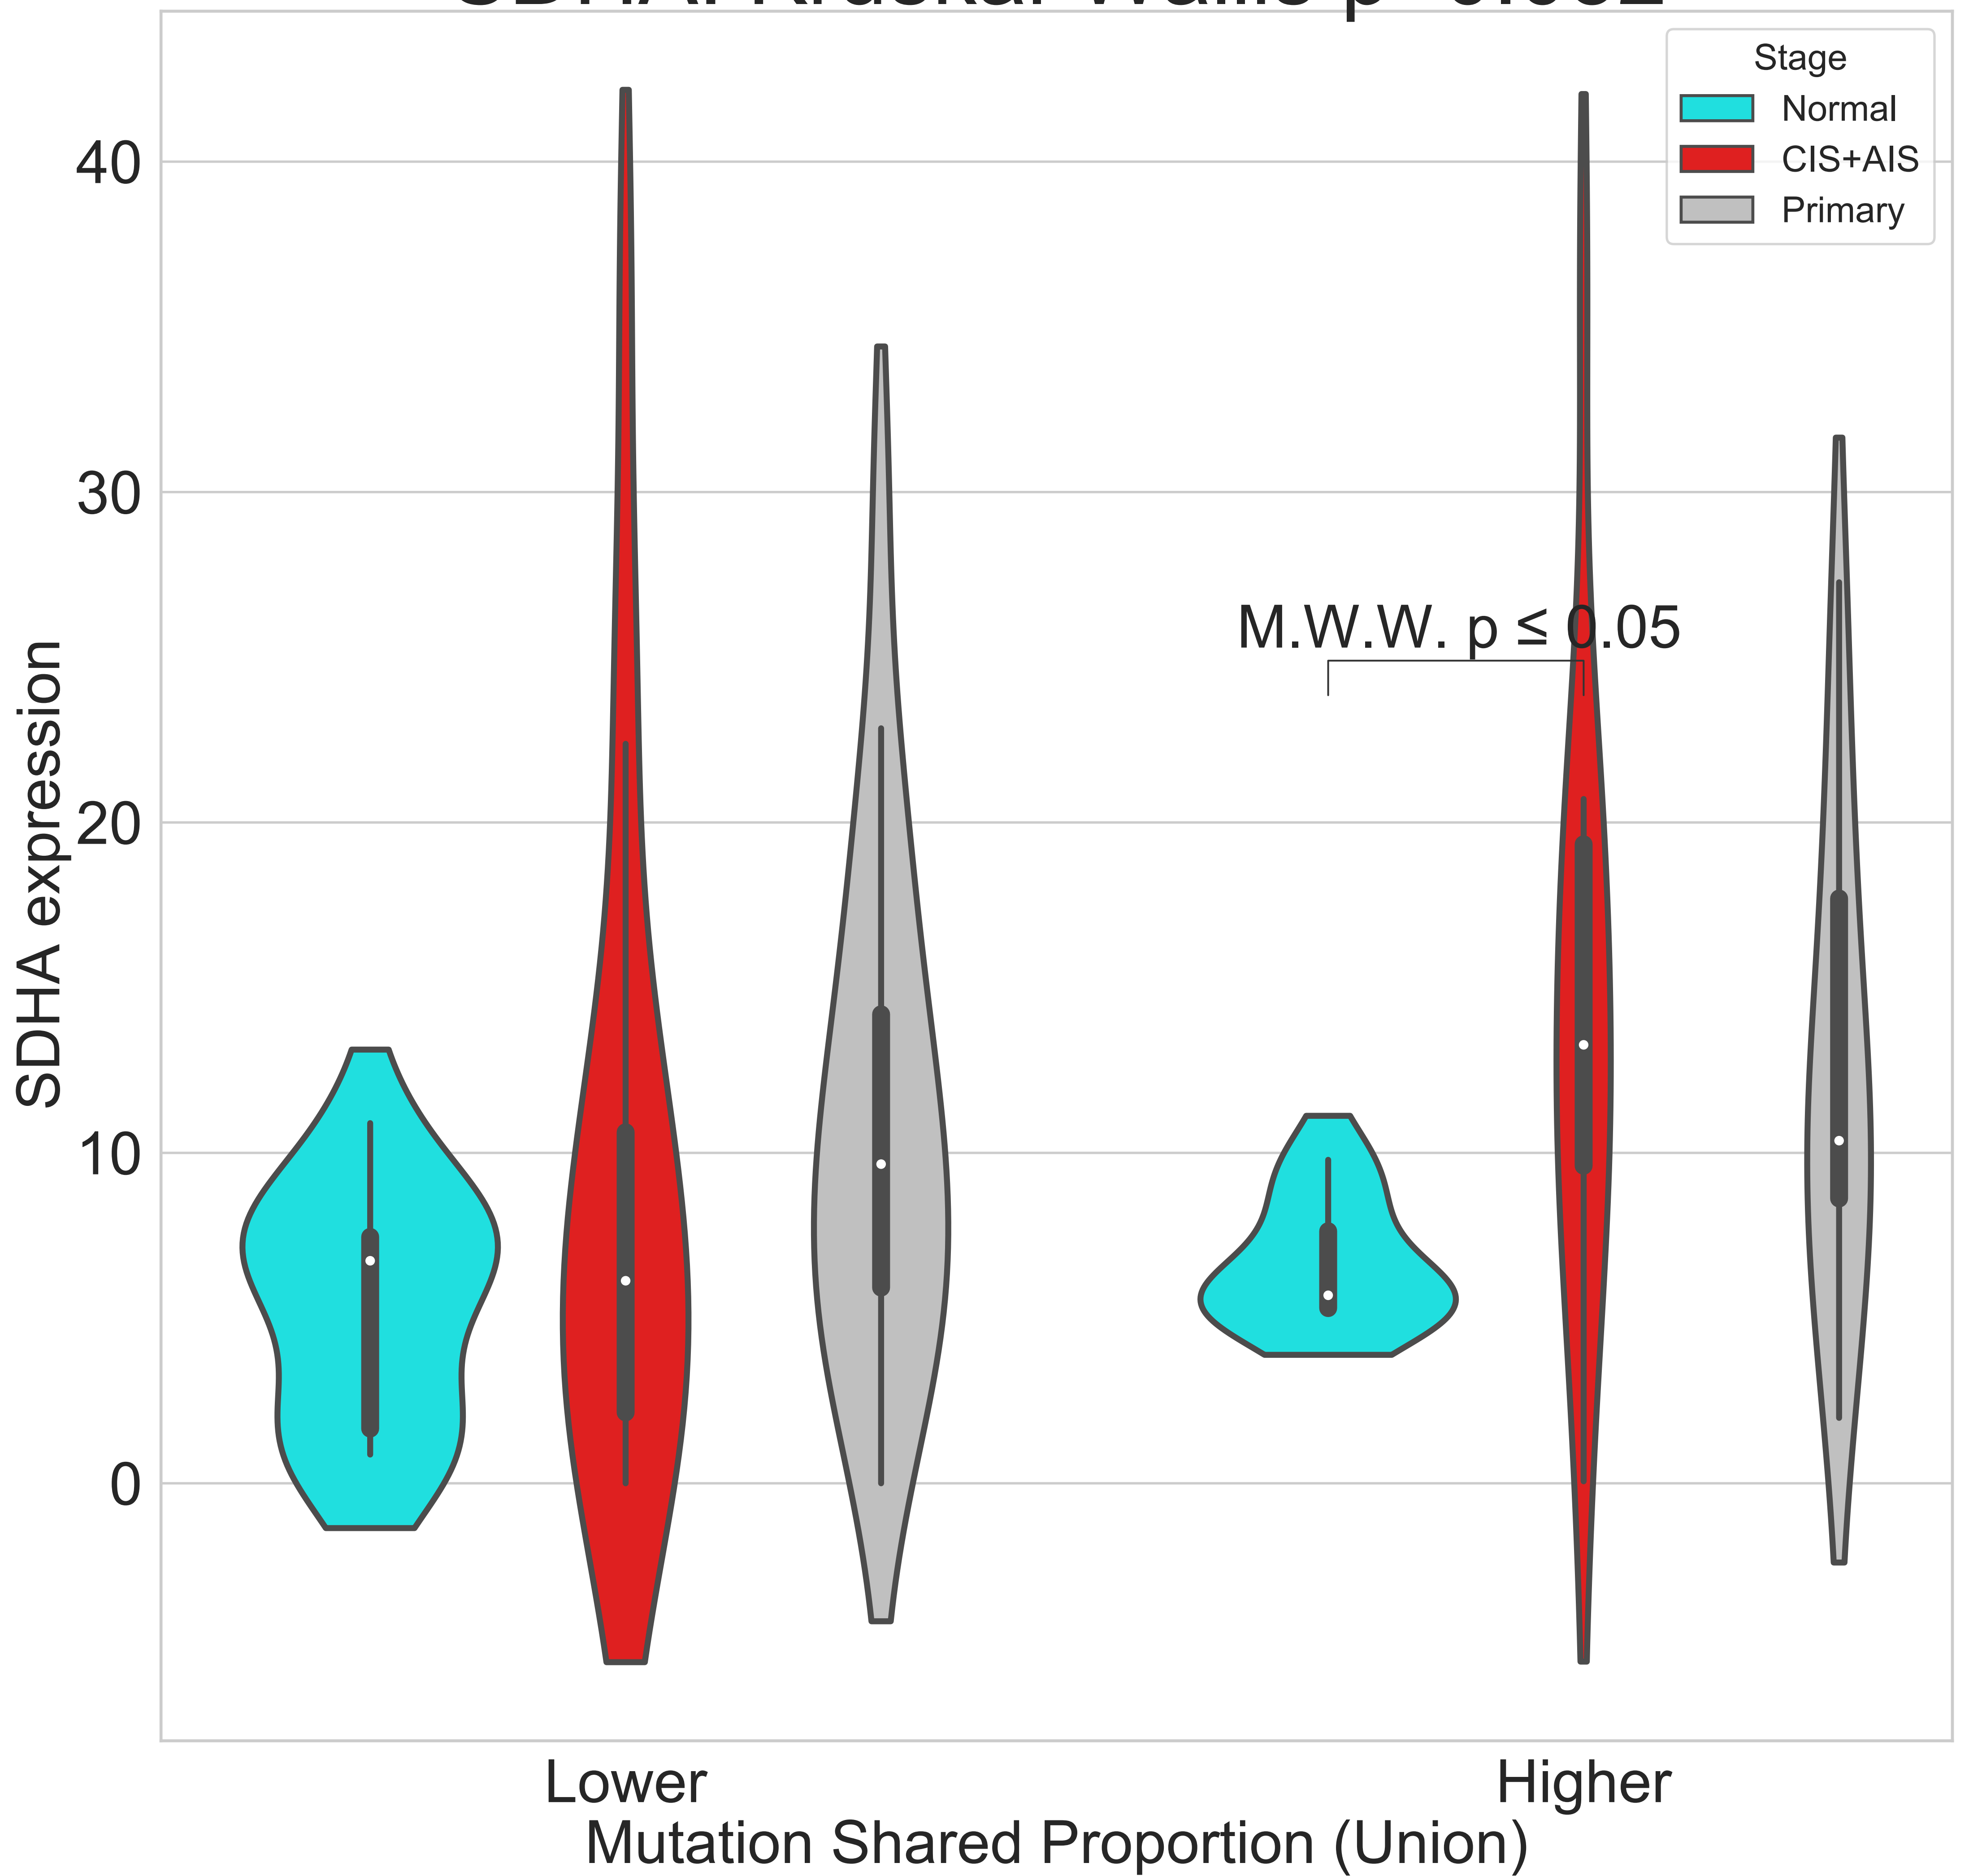 Stage
Normal
CIS+AIS
Primary
40
30
20
10
0
SDHA expression
M.W.W. p ≤ 0.05
Lower
Higher
Mutation Shared Proportion (Union)